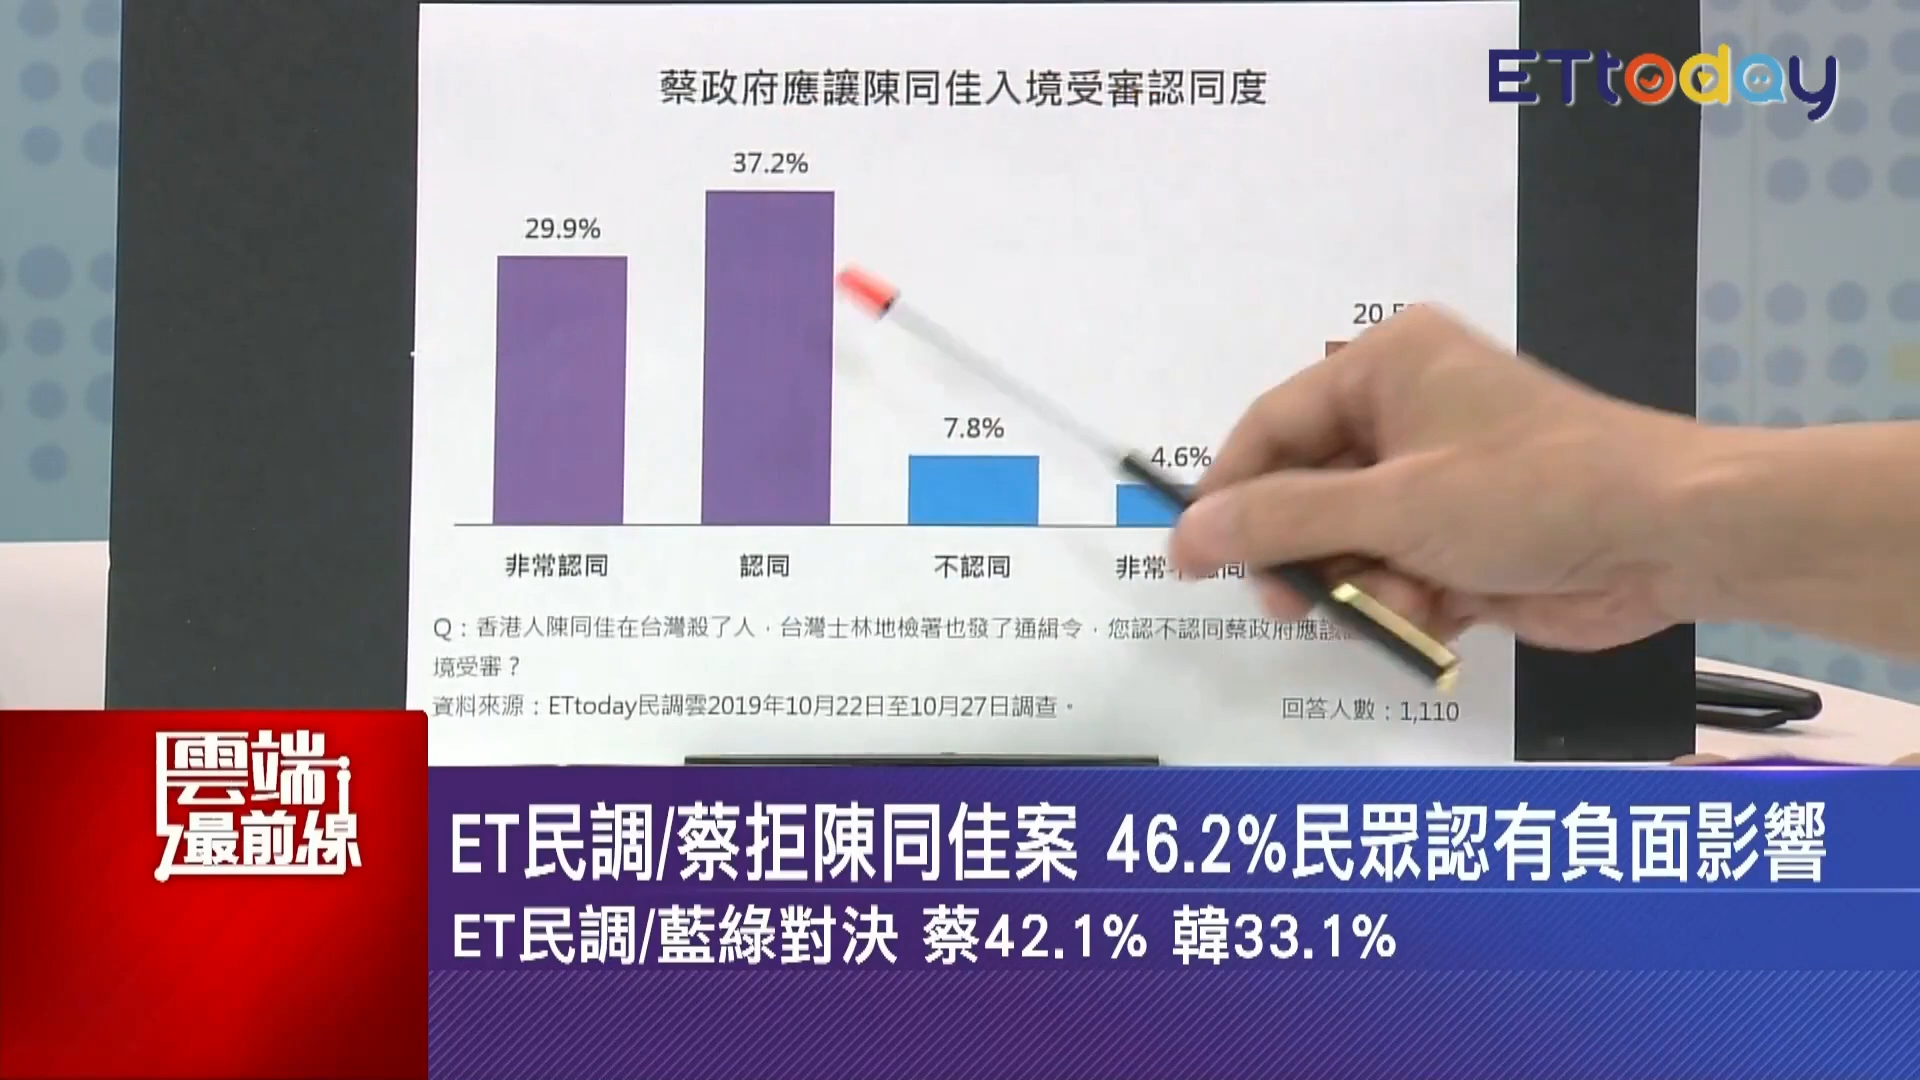 ETtoday
蔡政府應讓陳同佳入境受審認同度
37.2%
29.9%
20.5
7.8%
4.6%
非常認同 認同 不認同 非常
Q：香港人陳同佳在台灣殺了人，台灣士林地檢署也發了通緝令，您認不認同蔡政府應該
境受審？
資料來源：ETtoday民調雲2019年10月22日至10月27日調查。
回答人數：1,110
雲端
最前線
ET民調/蔡拒陳同佳案 46.2%民眾認有負面影響
ET民調/藍綠對決 蔡42.1% 韓33.1%